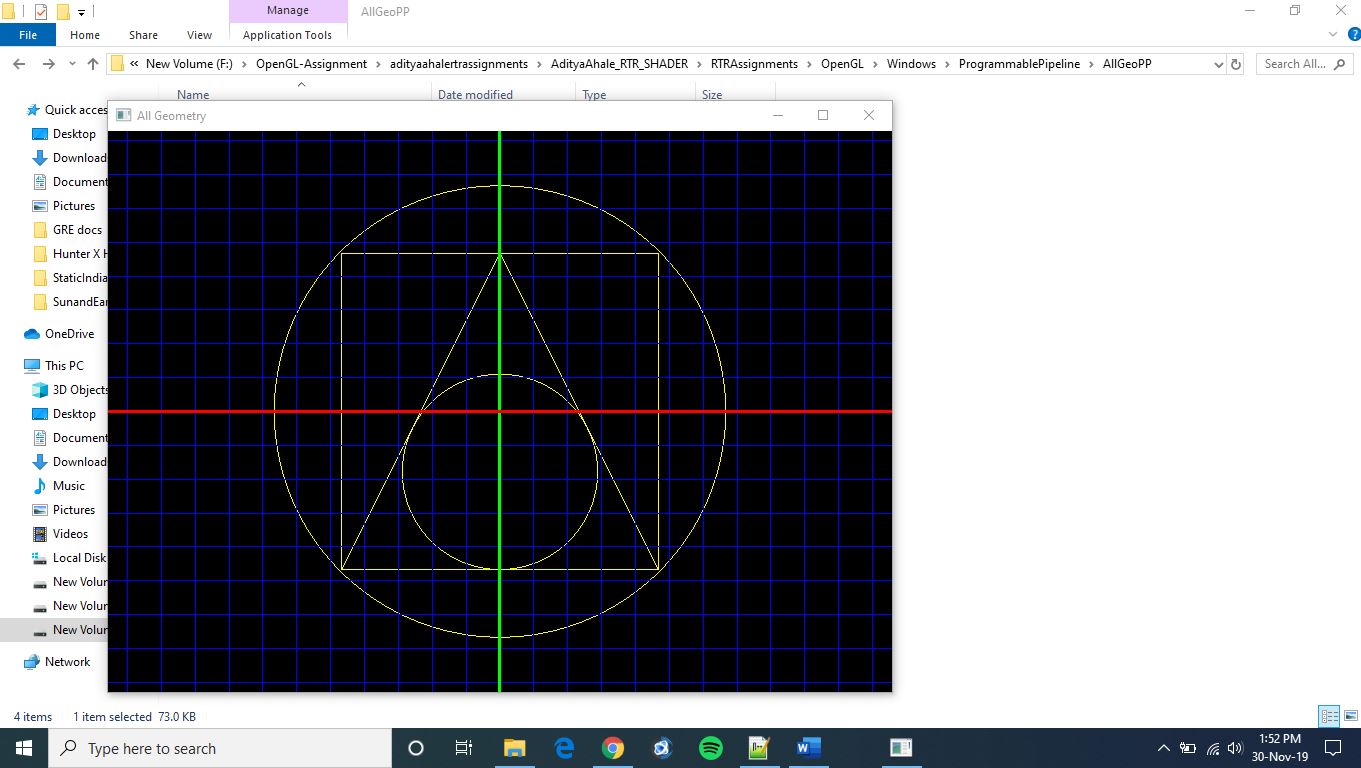 Manage
AllGeoPP
File Home Share View Application Tools
« New Volume (F:) › OpenGL-Assignment › adityaahalertrassignments › AdityaAhale_RTR_SHADER › RTRAssignments › OpenGL › Windows › ProgrammablePipeline › AllGeoPP
Search All...
Name Date modified Type Size
All Geometry
Quick acces
Desktop
Download
Document
Pictures
GRE docs
Hunter X H
StaticIndia
SunandEar
OneDrive
This PC
3D Objects
Desktop
Document
Download
Music
Pictures
Videos
Local Disk
New Volur
New Volur
New Volur
Network
4 items 1 item selected 73.0 KB
Type here to search
1:52 PM
30-Nov-19